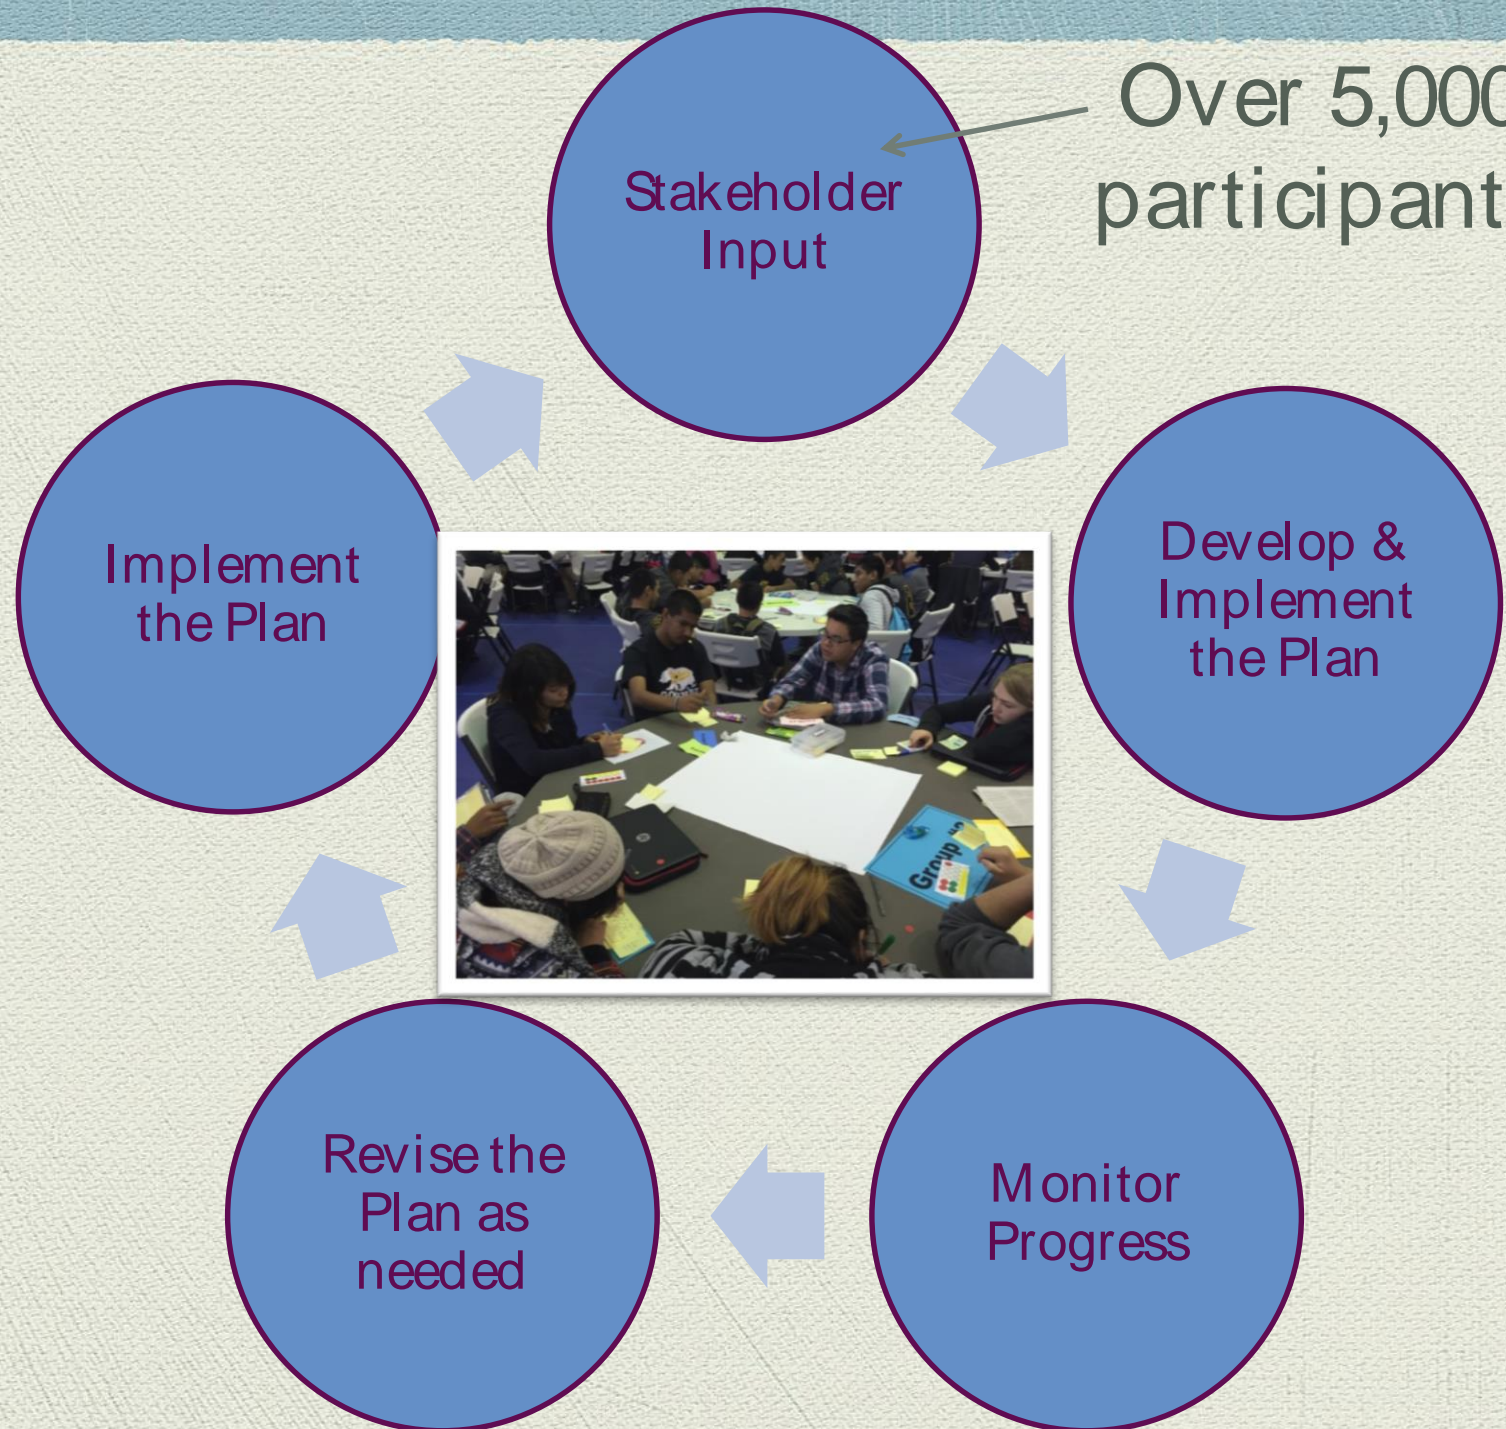 Over 5,000
participant
Stakeholder
Input
Develop &
Implement
the Plan
Monitor
Progress
Revise the
Plan as
needed
Implement
the Plan
Group